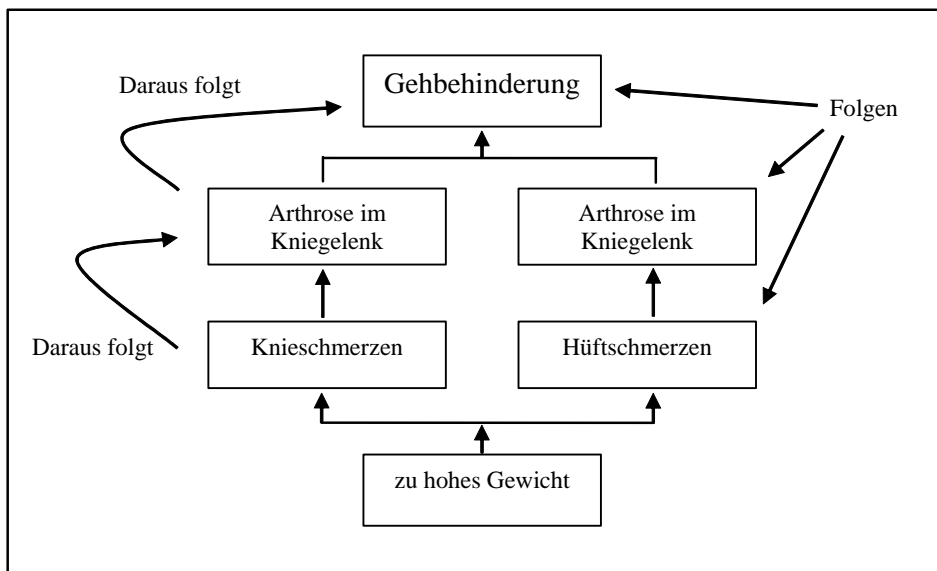 Daraus folgt
Gehbehinderung
Folgen
Arthrose im
Kniegelenk
Arthrose im
Kniegelenk
Daraus folgt
Knieschmerzen
Hüftschmerzen
zu hohes Gewicht